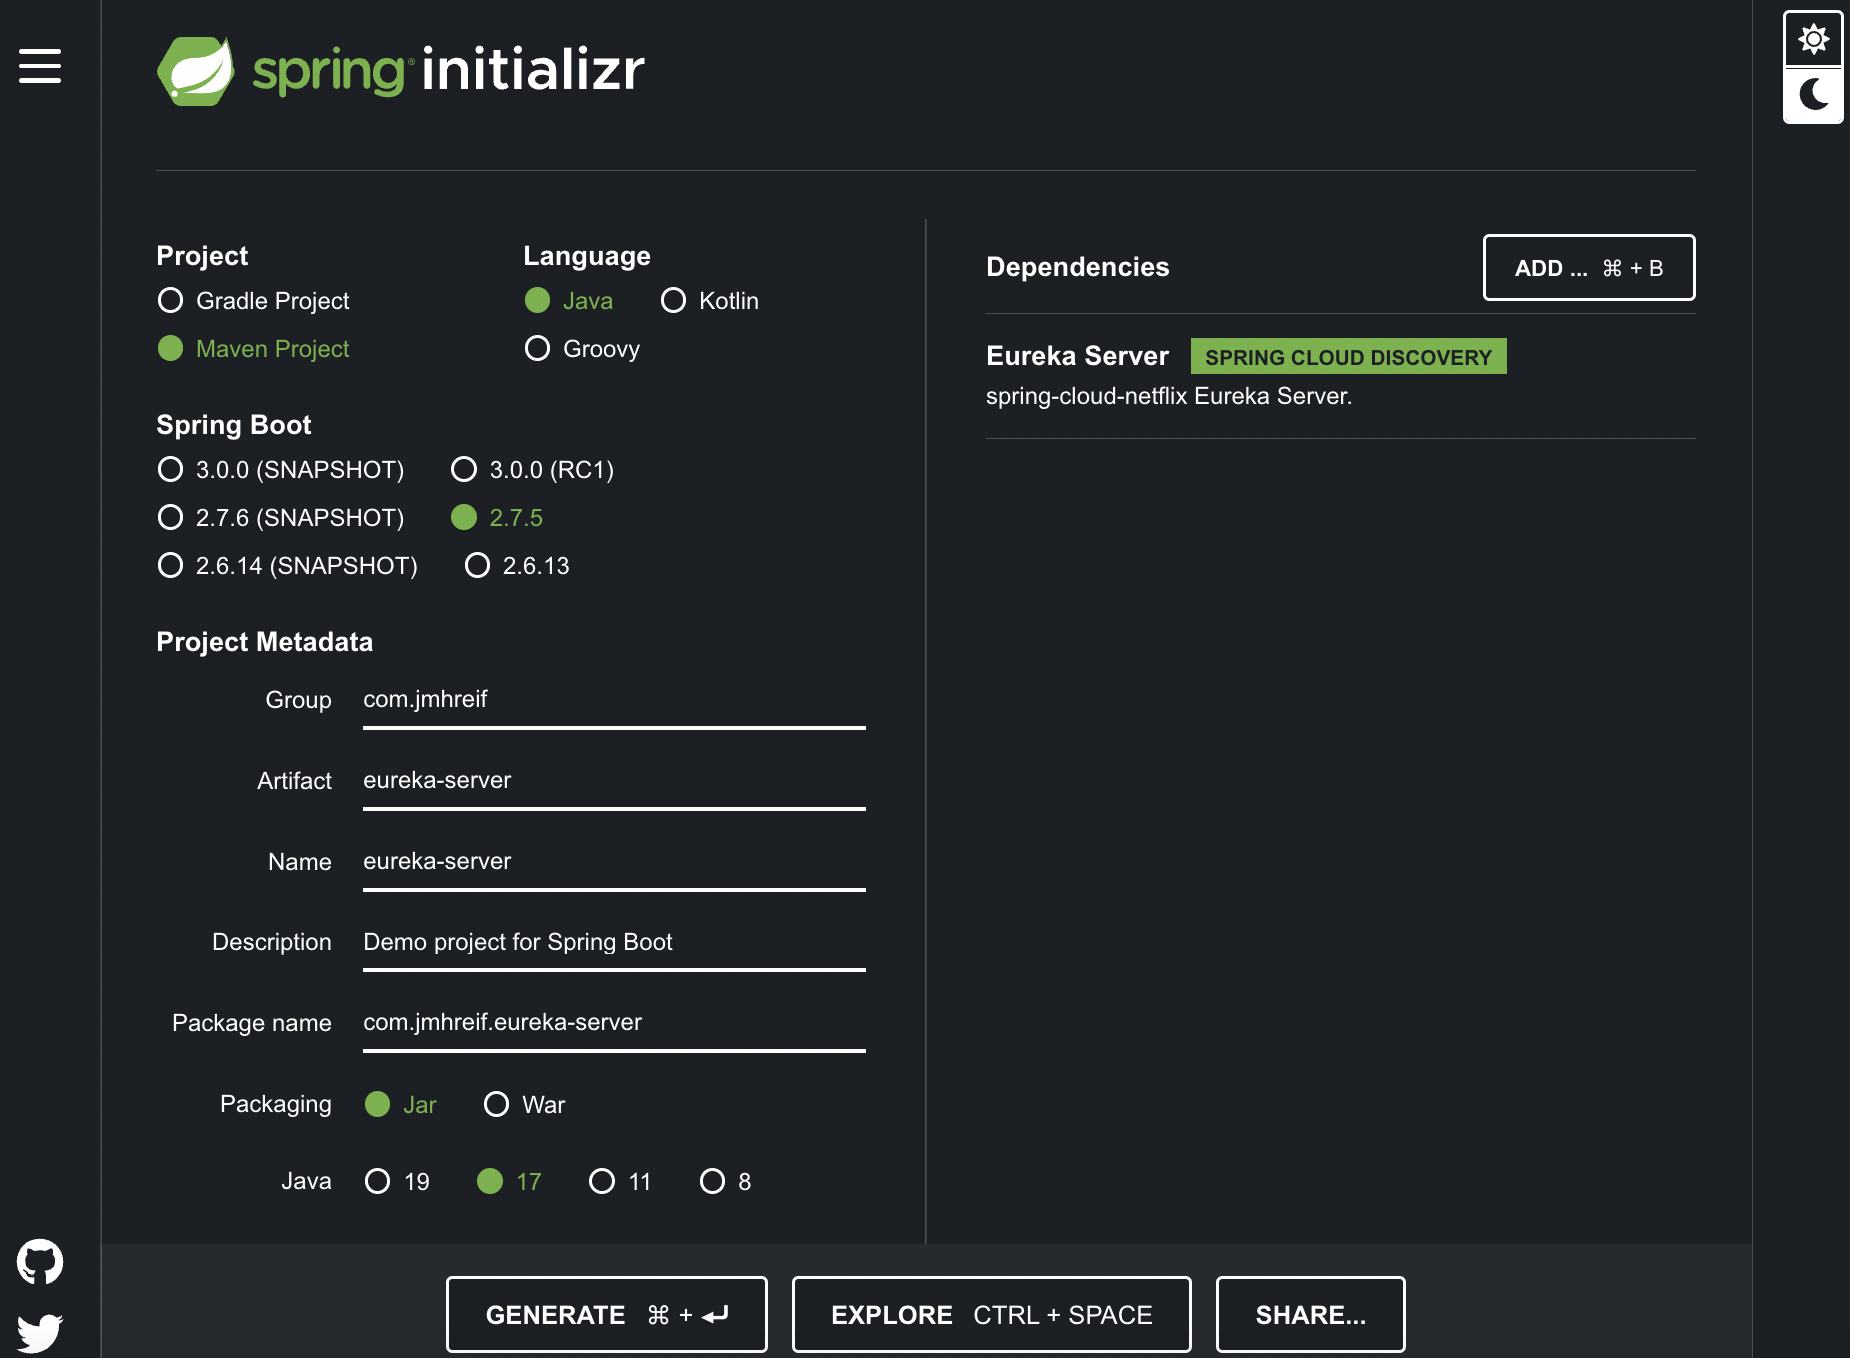 spring initializr
Project
Gradle Project
Maven Project
Language
Java Kotlin
Groovy
Spring Boot
3.0.0 (SNAPSHOT) 3.0.0 (RC1)
2.7.6 (SNAPSHOT) 2.7.5
2.6.14 (SNAPSHOT) 2.6.13
Project Metadata
Group com.jmhreif
Artifact eureka-server
Name eureka-server
Description Demo project for Spring Boot
Package name com.jmhreif.eureka-server
Packaging Jar War
Java 19 17 11 8
Dependencies
ADD ... ⌘ + B
Eureka Server SPRING CLOUD DISCOVERY
spring-cloud-netflix Eureka Server.
GENERATE ⌘ + ⏎
EXPLORE CTRL + SPACE
SHARE...